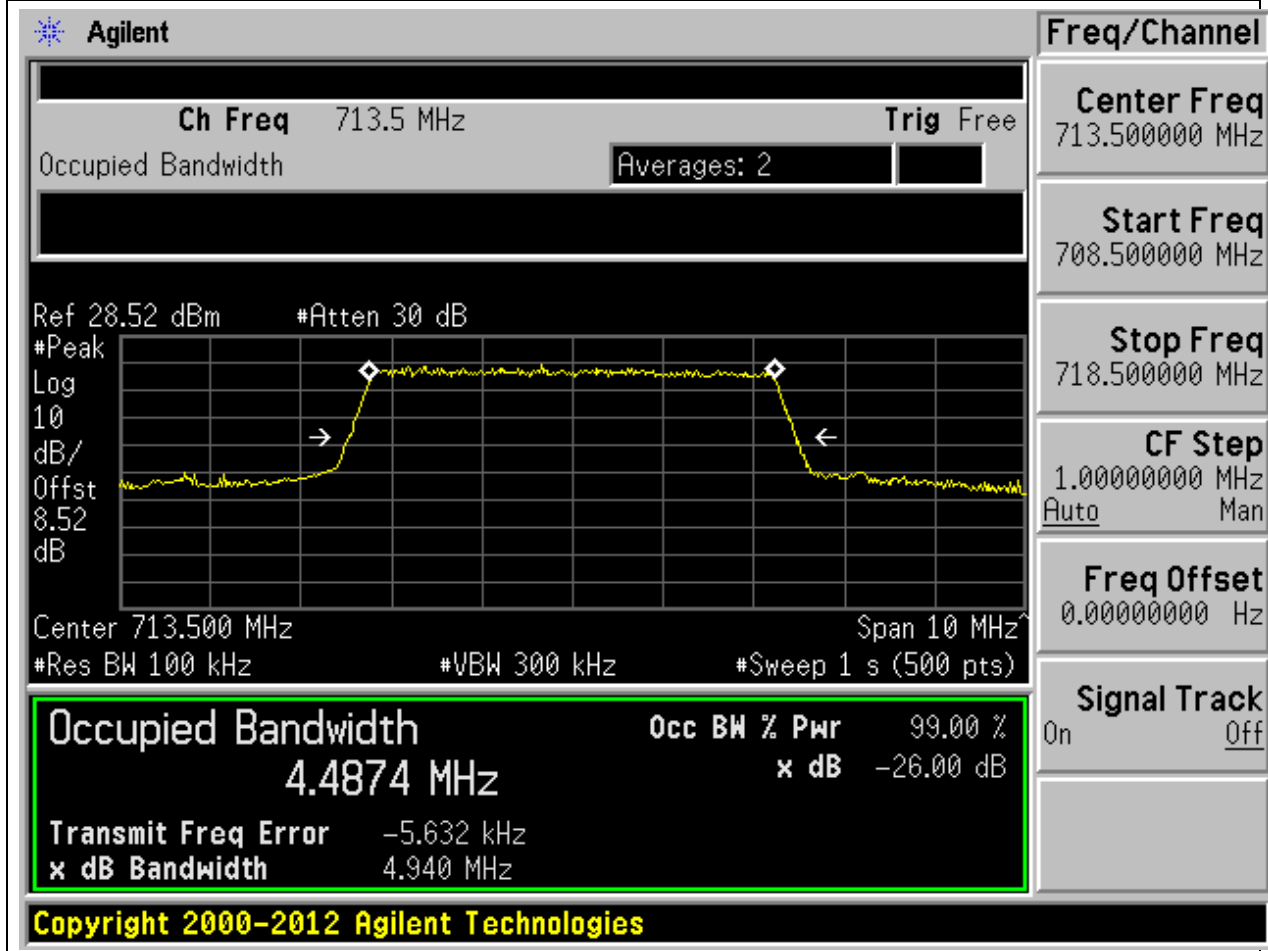 Agilent
Ch Freq 713.5 MHz Trig Free
Occupied Bandwidth Averages: 2
Ref 28.52 dBm #Atten 30 dB
#Peak
Log
10
dB/
Offst
8.52
dB
Center 713.500 MHz Span 10 MHz^
#Res BW 100 kHz #VBW 300 kHz #Sweep 1 s (500 pts)
Occupied Bandwidth Occ BW % Pwr 99.00 %
4.4874 MHz x dB -26.00 dB
Transmit Freq Error -5.632 kHz
x dB Bandwidth 4.940 MHz
Copyright 2000-2012 Agilent Technologies
Freq/Channel
Center Freq
713.500000 MHz
Start Freq
708.500000 MHz
Stop Freq
718.500000 MHz
CF Step
1.00000000 MHz
Auto Man
Freq Offset
0.00000000 Hz
Signal Track
On Off